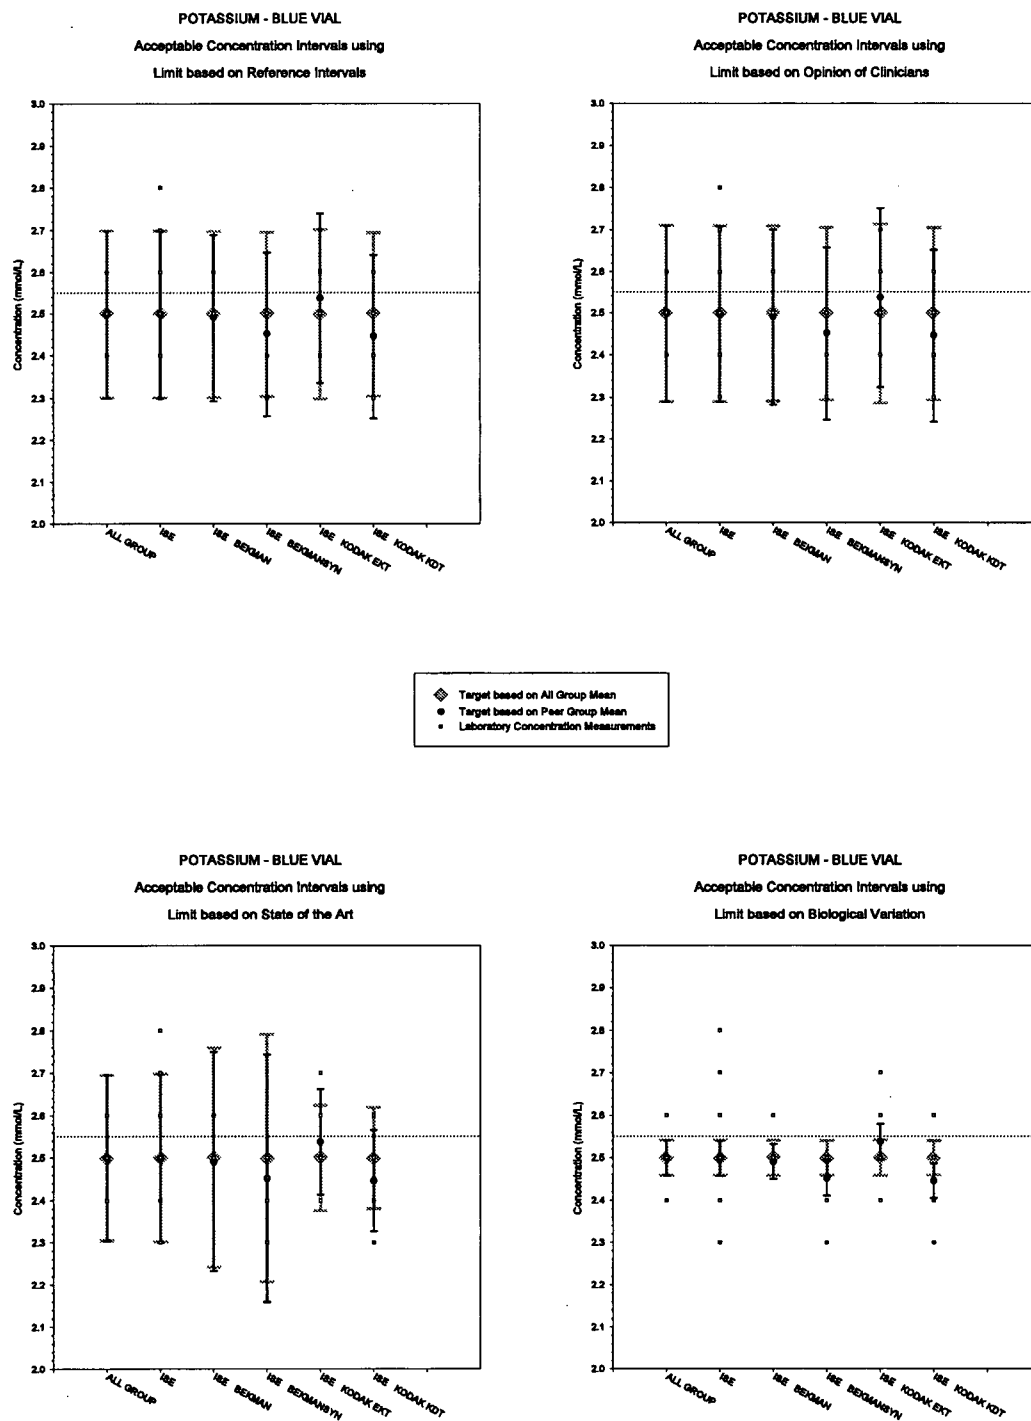 POTASSIUM - BLUE VIAL
Acceptable Concentration Intervals using
Limit based on Reference Intervals
3.0
2.9
2.8
2.7
2.6
2.5
2.4
2.3
2.2
2.1
2.0
Concentration (mmol/L)
ALL GROUP
ISE
ISE BEKMAN
ISE BEKMANSYN
ISE KODAK EKT
ISE KODAK KDT
POTASSIUM - BLUE VIAL
Acceptable Concentration Intervals using
Limit based on Opinion of Clinicians
3.0
2.9
2.8
2.7
2.6
2.5
2.4
2.3
2.2
2.1
2.0
Concentration (mmol/L)
ALL GROUP
ISE
ISE BEKMAN
ISE BEKMANSYN
ISE KODAK EKT
ISE KODAK KDT
Target based on All Group Mean
Target based on Peer Group Mean
Laboratory Concentration Measurements
POTASSIUM - BLUE VIAL
Acceptable Concentration Intervals using
Limit based on State of the Art
3.0
2.9
2.8
2.7
2.6
2.5
2.4
2.3
2.2
2.1
2.0
Concentration (mmol/L)
ALL GROUP
ISE
ISE BEKMAN
ISE BEKMANSYN
ISE KODAK EKT
ISE KODAK KDT
POTASSIUM - BLUE VIAL
Acceptable Concentration Intervals using
Limit based on Biological Variation
3.0
2.9
2.8
2.7
2.6
2.5
2.4
2.3
2.2
2.1
2.0
Concentration (mmol/L)
ALL GROUP
ISE
ISE BEKMAN
ISE BEKMANSYN
ISE KODAK EKT
ISE KODAK KDT